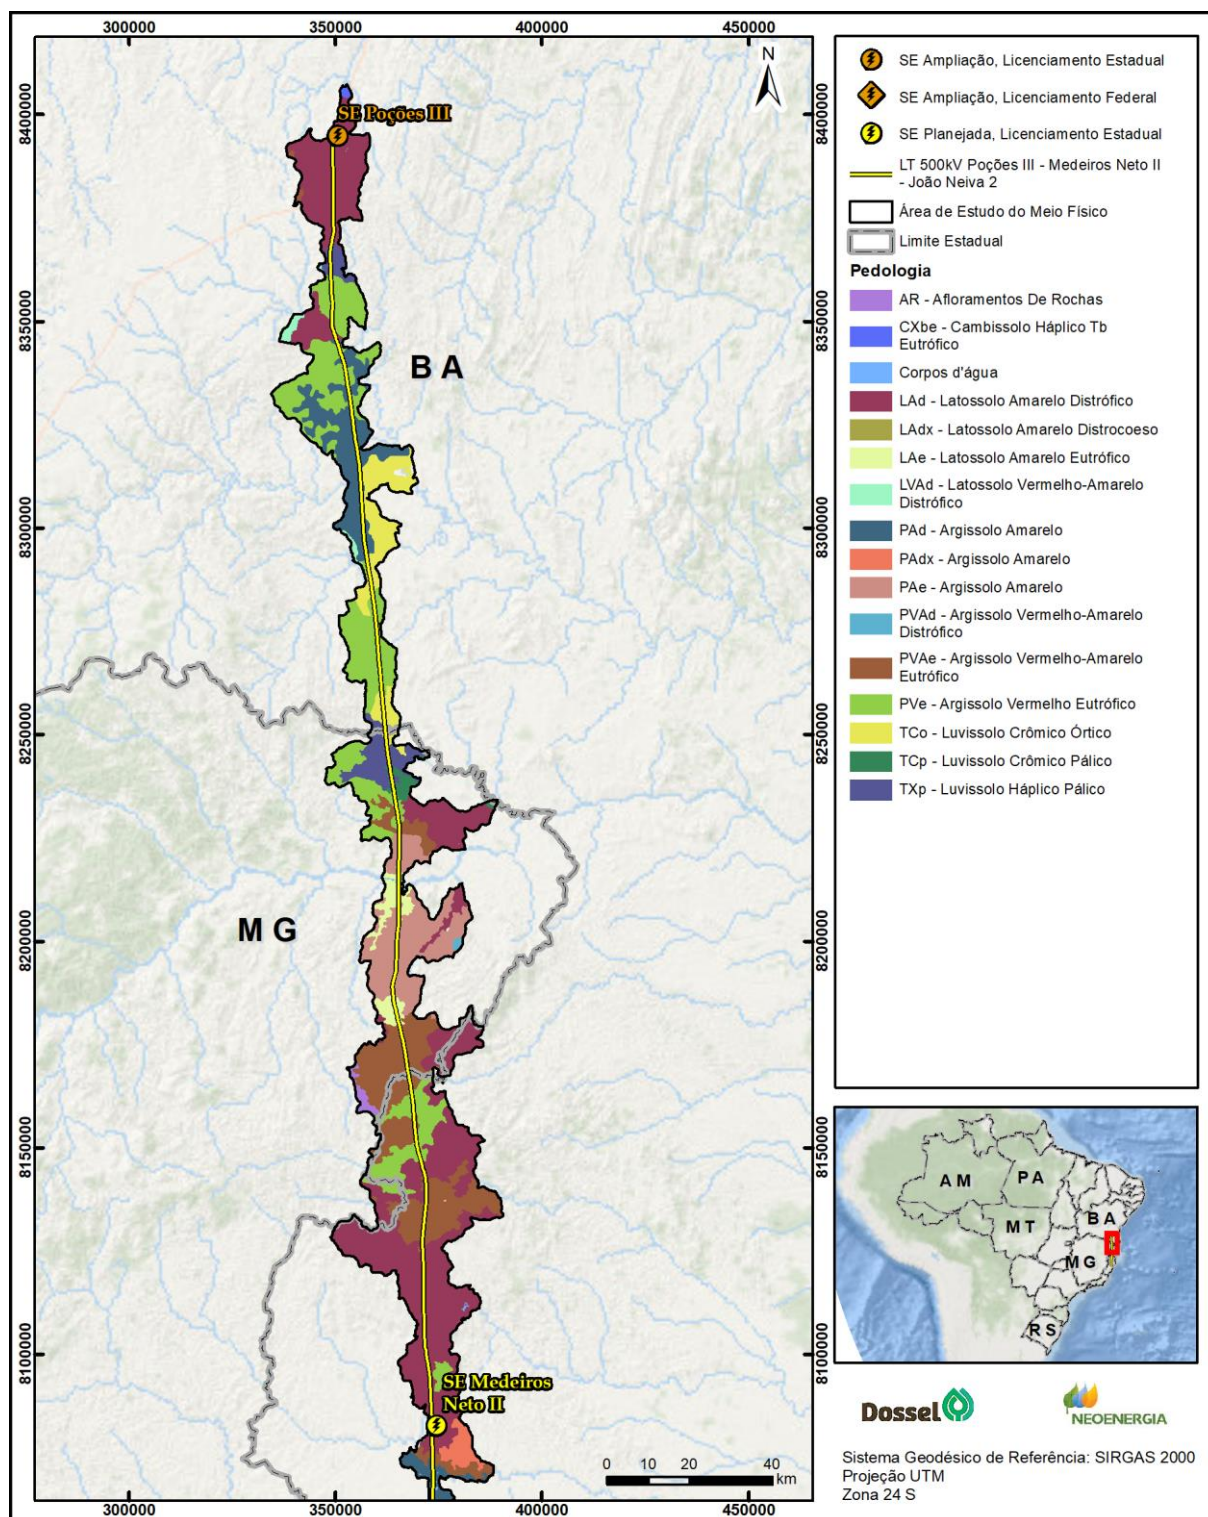 300000 350000 400000 450000
N
8400000
SE Poções III
8350000
B A
8300000
8250000
M G
8200000
8150000
8100000
SE Medeiros
Neto II
0 10 20 40
km
8400000
8350000
8300000
8250000
8200000
8150000
8100000
300000 350000 400000 450000
SE Ampliação, Licenciamento Estadual
SE Ampliação, Licenciamento Federal
SE Planejada, Licenciamento Estadual
LT 500kV Poções III - Medeiros Neto II
- João Neiva 2
Área de Estudo do Meio Físico
Limite Estadual
Pedologia
AR - Afloramentos De Rochas
CXbe - Cambissolo Háplico Tb
Eutrófico
Corpos d'água
LAd - Latossolo Amarelo Distrófico
LAdx - Latossolo Amarelo Distrocoeso
LAe - Latossolo Amarelo Eutrófico
LVAd - Latossolo Vermelho-Amarelo
Distrófico
PAd - Argissolo Amarelo
PAdx - Argissolo Amarelo
PAe - Argissolo Amarelo
PVAd - Argissolo Vermelho-Amarelo
Distrófico
PVAe - Argissolo Vermelho-Amarelo
Eutrófico
PVe - Argissolo Vermelho Eutrófico
TCo - Luvissolo Crômico Órtico
TCp - Luvissolo Crômico Pálico
TXp - Luvissolo Háplico Pálico
A M
P A
M T
B A
M G
R S
Dossel
NEOENERGIA
Sistema Geodésico de Referência: SIRGAS 2000
Projeção UTM
Zona 24 S